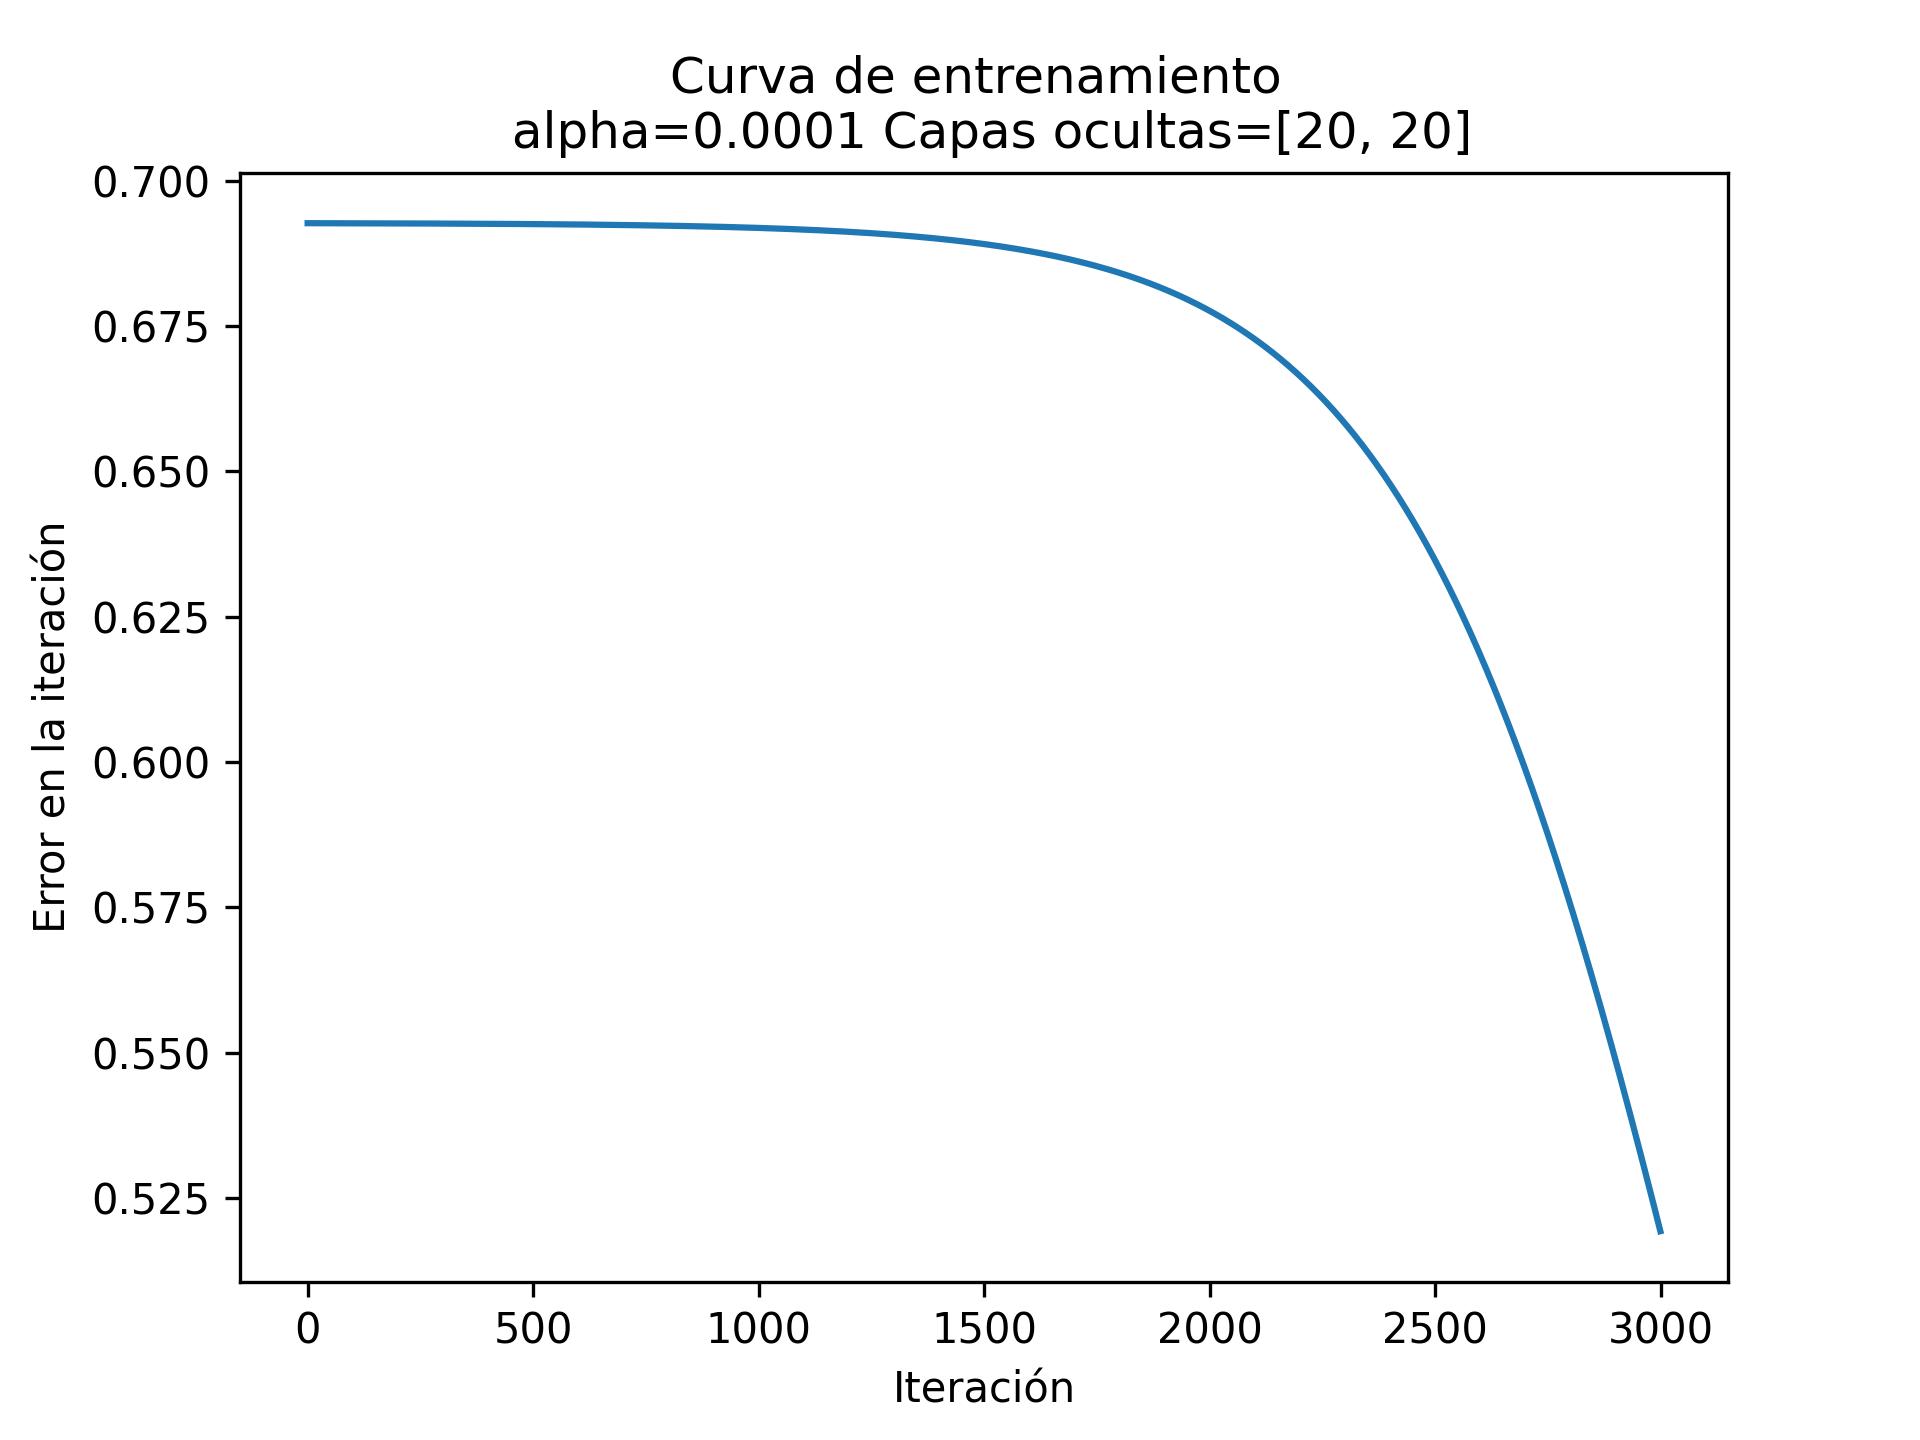 Curva de entrenamiento
alpha=0.0001 Capas ocultas=[20, 20]
0.700
0.675
0.650
0.625
0.600
0.575
0.550
0.525
Error en la iteración
0 500 1000 1500 2000 2500 3000
Iteración